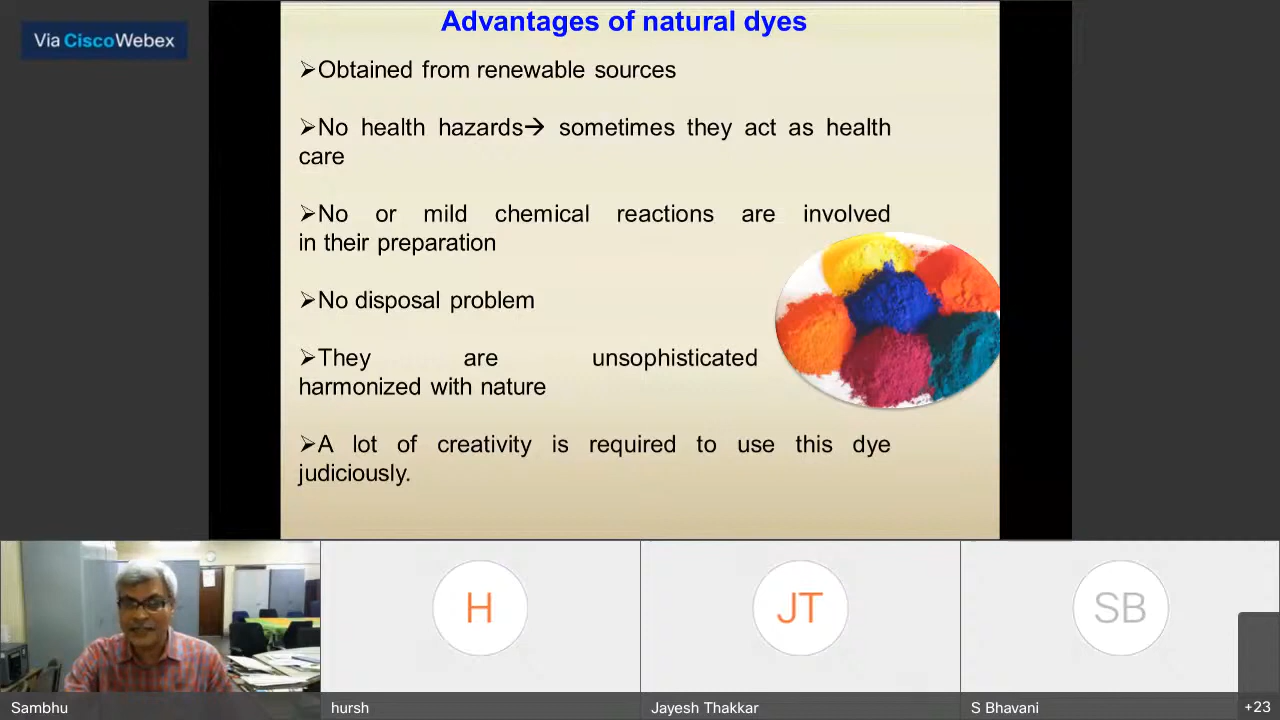 Via CiscoWebex
Advantages of natural dyes
➢Obtained from renewable sources
➢No health hazards→ sometimes they act as health
care
➢No or mild chemical reactions are involved
in their preparation
➢No disposal problem
➢They are unsophisticated
harmonized with nature
➢A lot of creativity is required to use this dye
judiciously.
H
JT
SB
Sambhu
hursh
Jayesh Thakkar
S Bhavani
+23